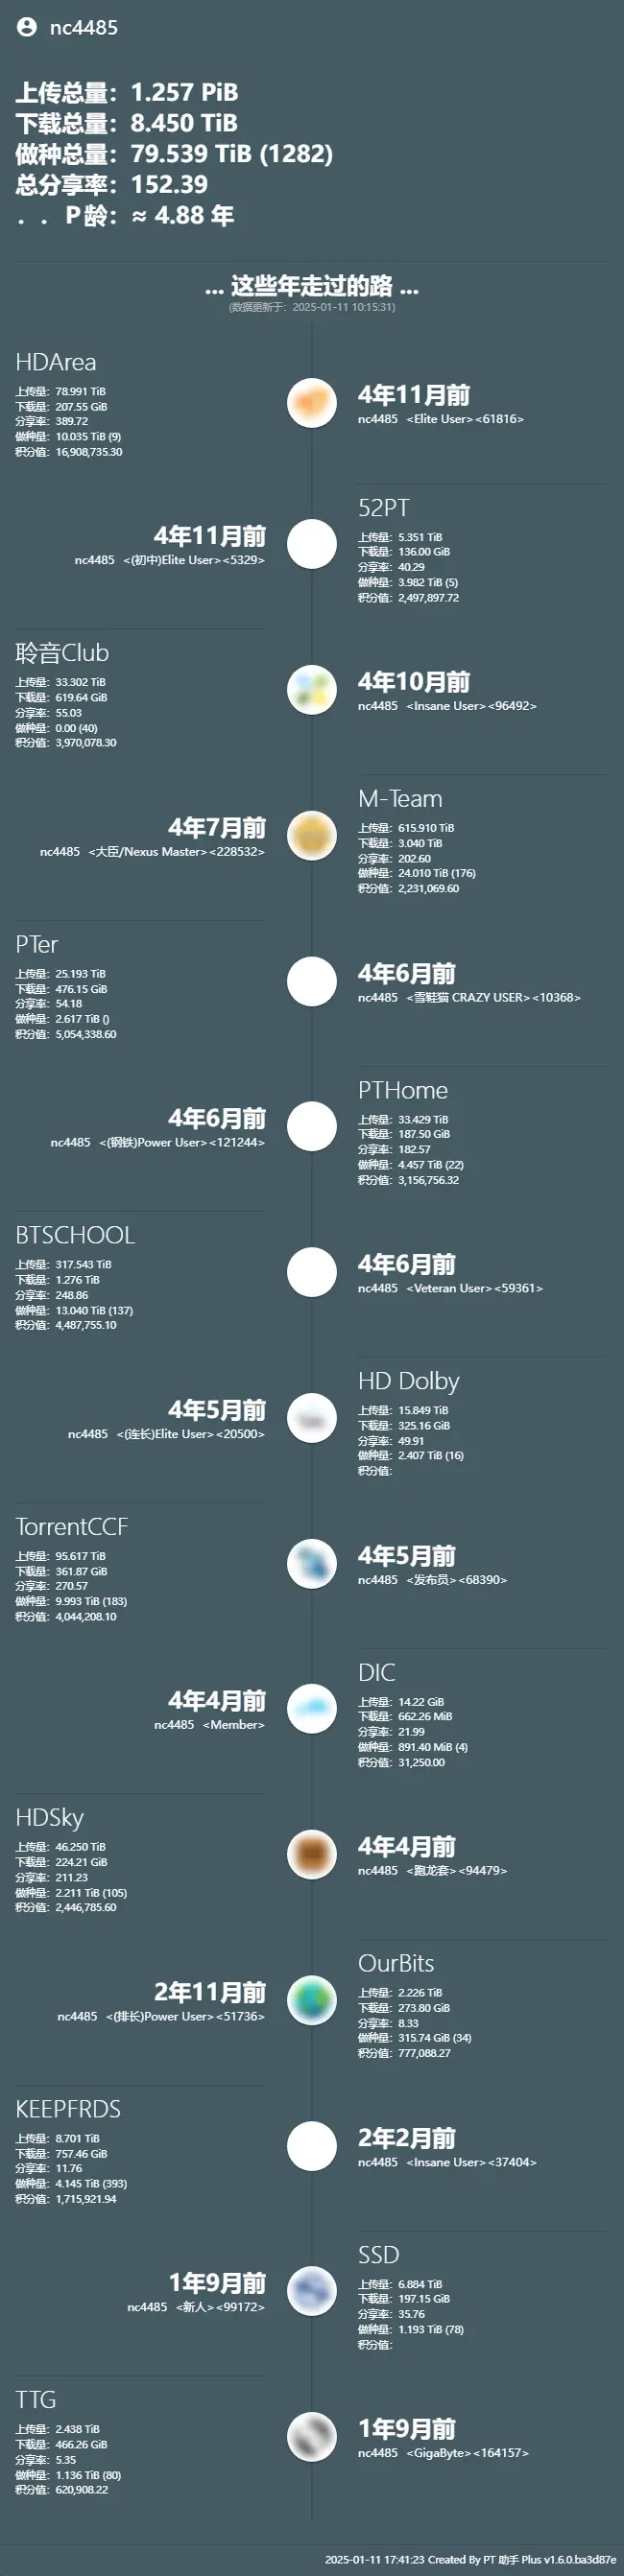 nc4485
上传总量：1.257 PiB
下载总量：8.450 TiB
做种总量：79.539 TiB (1282)
总分享率：152.39
．．P龄：≈ 4.88 年
... 这些年走过的路 ...
(数据更新于：2025-01-11 10:15:31)
HDArea
上传量：78.991 TiB
下载量：207.55 GiB
分享率：389.72
做种量：10.035 TiB (9)
积分值：16,908,735.30
4年11月前
nc4485 <Elite User><61816>
52PT
上传量：5.351 TiB
下载量：136.00 GiB
分享率：40.29
做种量：3.982 TiB (5)
积分值：2,497,897.72
4年11月前
nc4485 <(初中)Elite User><5329>
聆音Club
上传量：33.302 TiB
下载量：619.64 GiB
分享率：55.03
做种量：0.00 (40)
积分值：3,970,078.30
4年10月前
nc4485 <Insane User><96492>
M-Team
上传量：615.910 TiB
下载量：3.040 TiB
分享率：202.60
做种量：24.010 TiB (176)
积分值：2,231,069.60
4年7月前
nc4485 <大臣/Nexus Master><228532>
PTer
上传量：25.193 TiB
下载量：476.15 GiB
分享率：54.18
做种量：2.617 TiB ()
积分值：5,054,338.60
4年6月前
nc4485 <雪鞋猫 CRAZY USER><10368>
PTHome
上传量：33.429 TiB
下载量：187.50 GiB
分享率：182.57
做种量：4.457 TiB (22)
积分值：3,156,756.32
4年6月前
nc4485 <(钢铁)Power User><121244>
BTSCHOOL
上传量：317.543 TiB
下载量：1.276 TiB
分享率：248.86
做种量：13.040 TiB (137)
积分值：4,487,755.10
4年6月前
nc4485 <Veteran User><59361>
HD Dolby
上传量：15.849 TiB
下载量：325.16 GiB
分享率：49.91
做种量：2.407 TiB (16)
积分值：
4年5月前
nc4485 <(连长)Elite User><20500>
TorrentCCF
上传量：95.617 TiB
下载量：361.87 GiB
分享率：270.57
做种量：9.993 TiB (183)
积分值：4,044,208.10
4年5月前
nc4485 <发布员><68390>
DIC
上传量：14.22 GiB
下载量：662.26 MiB
分享率：21.99
做种量：891.40 MiB (4)
积分值：31,250.00
4年4月前
nc4485 <Member>
HDSky
上传量：46.250 TiB
下载量：224.21 GiB
分享率：211.23
做种量：2.211 TiB (105)
积分值：2,446,785.60
4年4月前
nc4485 <跑龙套><94479>
OurBits
上传量：2.226 TiB
下载量：273.80 GiB
分享率：8.33
做种量：315.74 GiB (34)
积分值：777,088.27
2年11月前
nc4485 <(排长)Power User><51736>
KEEPFRDS
上传量：8.701 TiB
下载量：757.46 GiB
分享率：11.76
做种量：4.145 TiB (393)
积分值：1,715,921.94
2年2月前
nc4485 <Insane User><37404>
SSD
上传量：6.884 TiB
下载量：197.15 GiB
分享率：35.76
做种量：1.193 TiB (78)
积分值：
1年9月前
nc4485 <新人><99172>
TTG
上传量：2.438 TiB
下载量：466.26 GiB
分享率：5.35
做种量：1.136 TiB (80)
积分值：620,908.22
1年9月前
nc4485 <GigaByte><164157>
2025-01-11 17:41:23 Created By PT 助手 Plus v1.6.0.ba3d87e